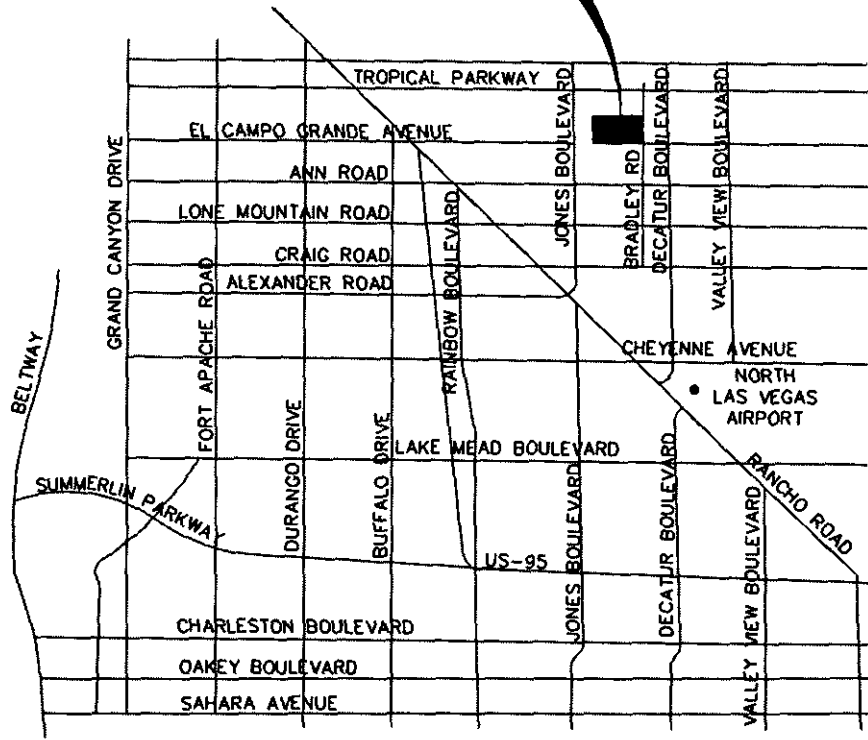 TROPICAL PARKWAY
EL CAMPO GRANDE AVENUE
ANN ROAD
LONE MOUNTAIN ROAD
CRAIG ROAD
ALEXANDER ROAD
GRAND CANYON DRIVE
FORT APACHE ROAD
RAINBOW BOULEVARD
JONES BOULEVARD
BRADLEY RD
DECATUR BOULEVARD
VALLEY VIEW BOULEVARD
BELTWAY
CHEYENNE AVENUE
NORTH
LAS VEGAS
AIRPORT
DURANGO DRIVE
BUFFALO DRIVE
LAKE MEAD BOULEVARD
RANCHO ROAD
SUMMERLIN PARKWAY
US-95
JONES BOULEVARD
DECATUR BOULEVARD
VALLEY VIEW BOULEVARD
CHARLESTON BOULEVARD
OAKEY BOULEVARD
SAHARA AVENUE